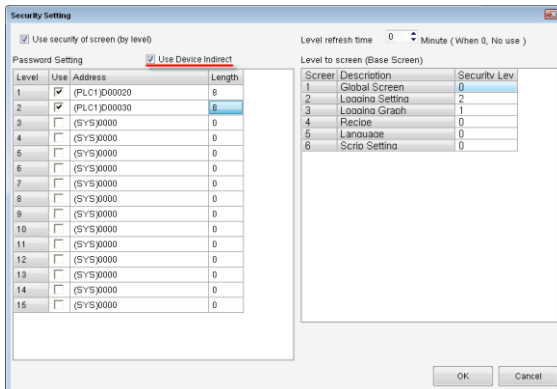 Security Setting
Use security of screen (by level)
Level refresh time 0 Minute ( When 0, No use )
Password Setting Use Device Indirect
Level to screen (Base Screen)
Level Use Address Length
1 (PLC1)D00020 8
2 (PLC1)D00030 8
3 (SYS)0000 0
4 (SYS)0000 0
5 (SYS)0000 0
6 (SYS)0000 0
7 (SYS)0000 0
8 (SYS)0000 0
9 (SYS)0000 0
10 (SYS)0000 0
11 (SYS)0000 0
12 (SYS)0000 0
13 (SYS)0000 0
14 (SYS)0000 0
15 (SYS)0000 0
Screer Description Security Lev
1 Global Screen 0
2 Logging Setting 2
3 Logging Graph 1
4 Recipe 0
5 Language 0
6 Scrip Setting 0
OK Cancel